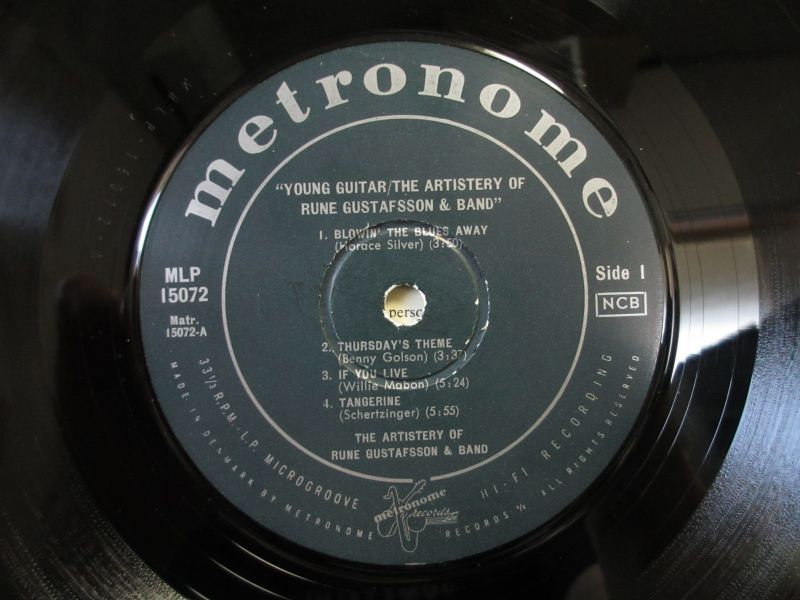 metronome
"YOUNG GUITAR/THE ARTISTERY OF
RUNE GUSTAFSSON & BAND"
1. BLOWIN' THE BLUES AWAY
(Horace Silver) (3:50)
MLP
15072
Matr.
15072-A
Side 1
NCB
persc
2. THURSDAY'S THEME
(Benny Golson) (3:37)
3. IF YOU LIVE
(Willie Mabon) (5:24)
4. TANGERINE
(Schertzinger) (5:55)
THE ARTISTERY OF
RUNE GUSTAFSSON & BAND
33 1/3 R.P.M. - L.P. MICROGROOVE
HI-FI RECORDING
metronome
records
MADE IN DENMARK BY METRONOME RECORDS A/S ALL RIGHTS RESERVED